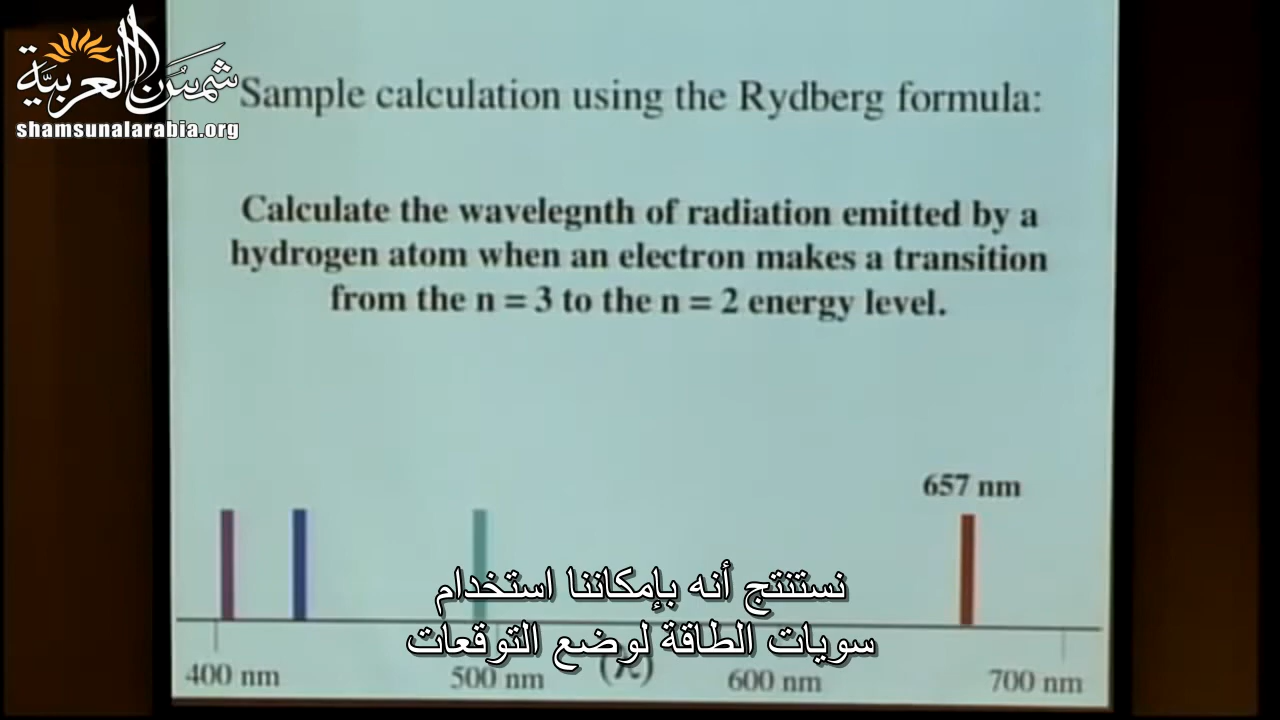 شمسُ العربيّة
shamsunalarabia.org
Sample calculation using the Rydberg formula:
Calculate the wavelegnth of radiation emitted by a
hydrogen atom when an electron makes a transition
from the n = 3 to the n = 2 energy level.
657 nm
نستنتج أنه بإمكاننا استخدام
سويات الطاقة لوضع التوقعات
400 nm 500 nm (λ) 600 nm 700 nm